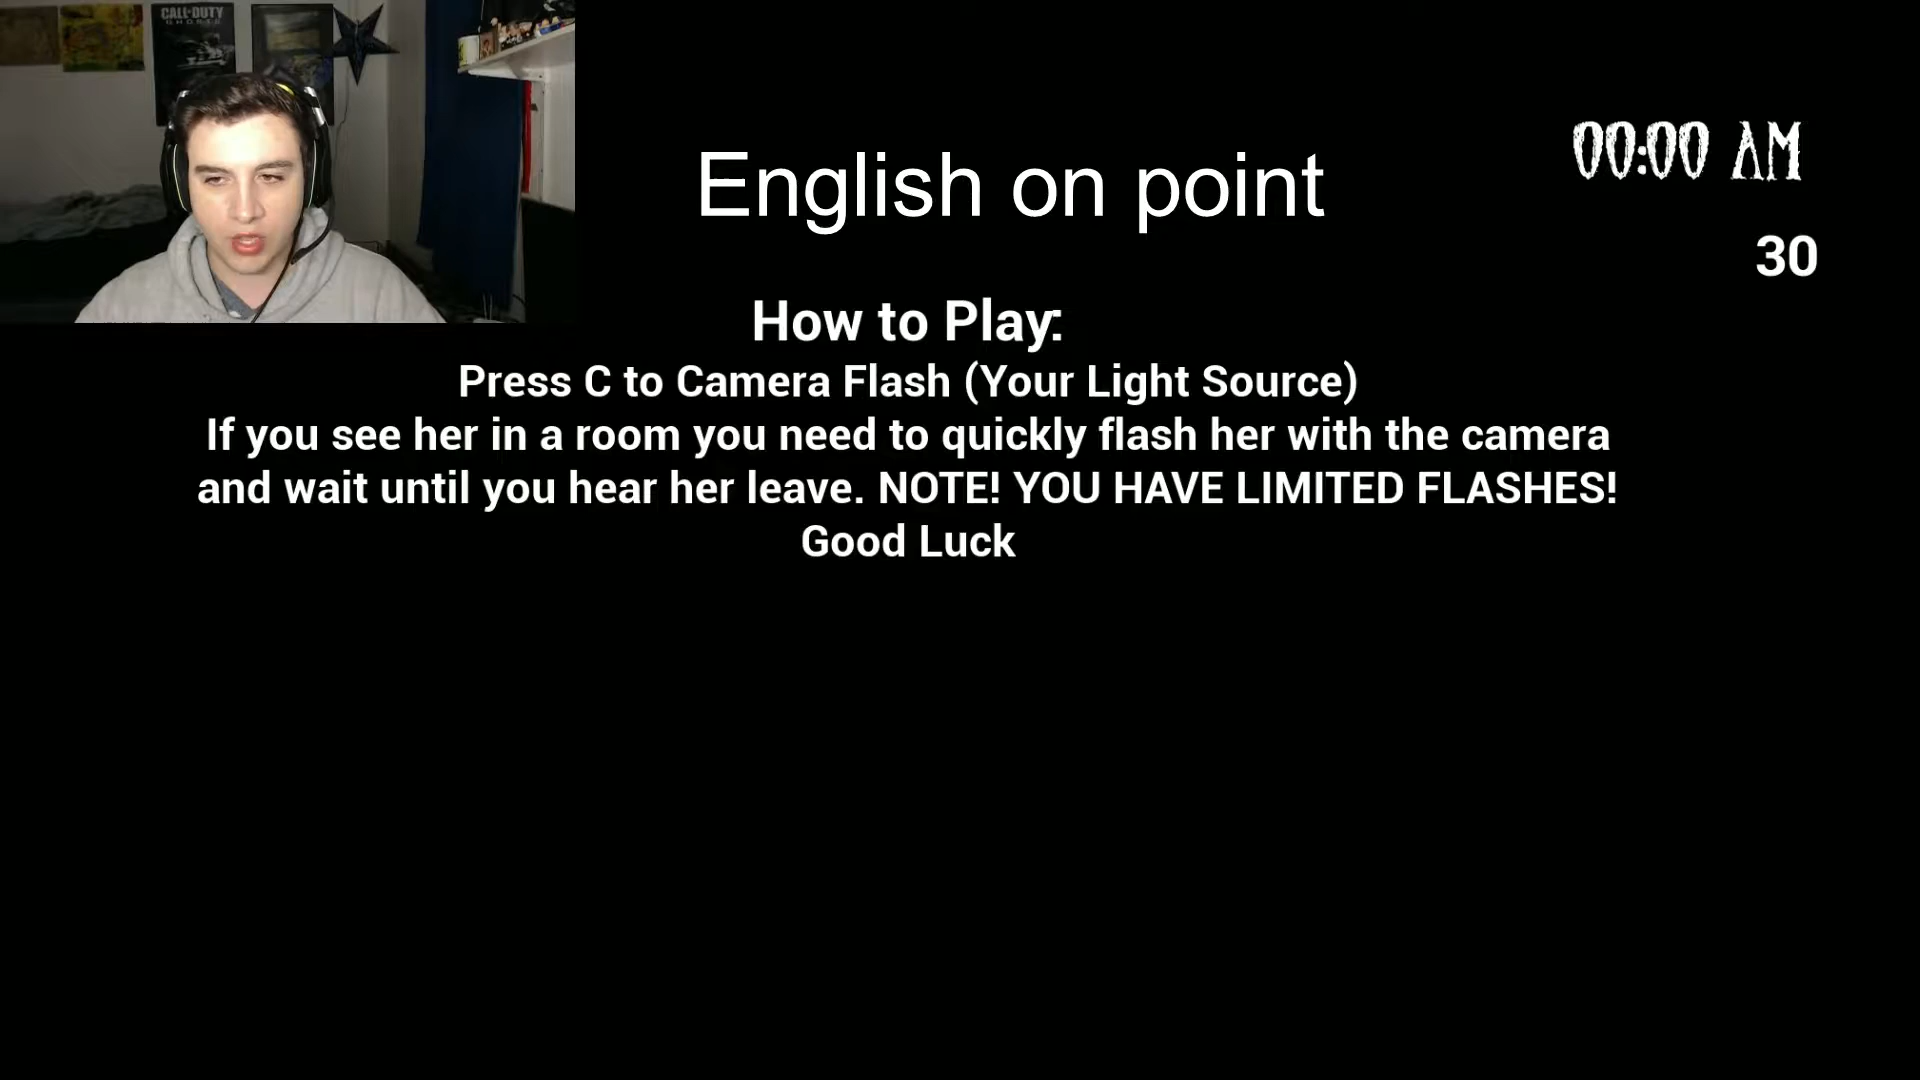 CALL OF DUTY
GHOSTS
English on point
00:00 AM
30
How to Play:
Press C to Camera Flash (Your Light Source)
If you see her in a room you need to quickly flash her with the camera
and wait until you hear her leave. NOTE! YOU HAVE LIMITED FLASHES!
Good Luck